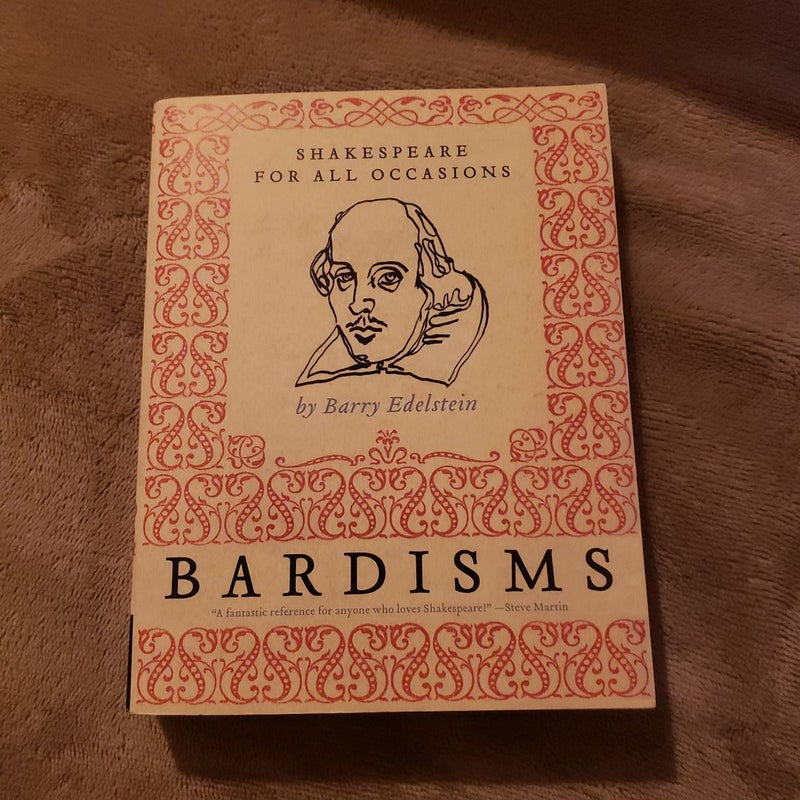 SHAKESPEARE
FOR ALL OCCASIONS
by Barry Edelstein
BARDISMS
“A fantastic reference for anyone who loves Shakespeare!” —Steve Martin